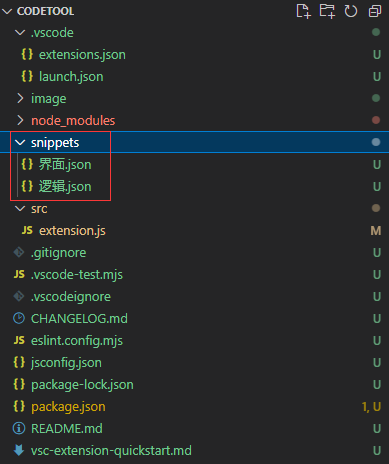 CODETOOL
.vscode
extensions.json U
launch.json U
image
node_modules
snippets
界面.json U
逻辑.json U
src
extension.js M
.gitignore U
JS .vscode-test.mjs U
.vscodeignore U
CHANGELOG.md U
JS eslint.config.mjs U
jsconfig.json U
package-lock.json U
package.json 1, U
README.md U
vsc-extension-quickstart.md U